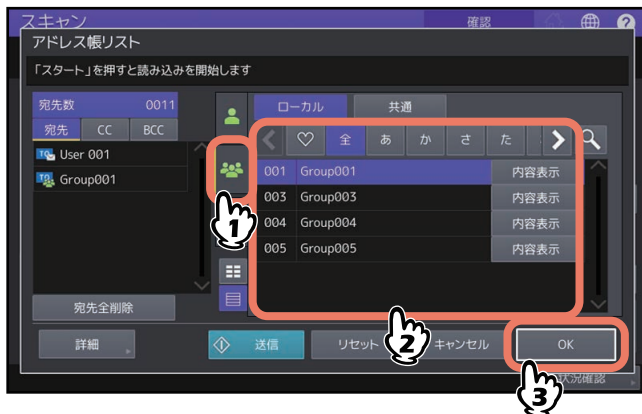 スキャン 確認 ?
アドレス帳リスト
「スタート」を押すと読み込みを開始します
宛先数 0011
宛先 CC BCC
TO User 001
TO Group001
ローカル 共通
全 あ か さ た
001 Group001 内容表示
003 Group003 内容表示
004 Group004 内容表示
005 Group005 内容表示
1
宛先全削除
2
詳細 送信 リセット キャンセル OK
状況確認
3